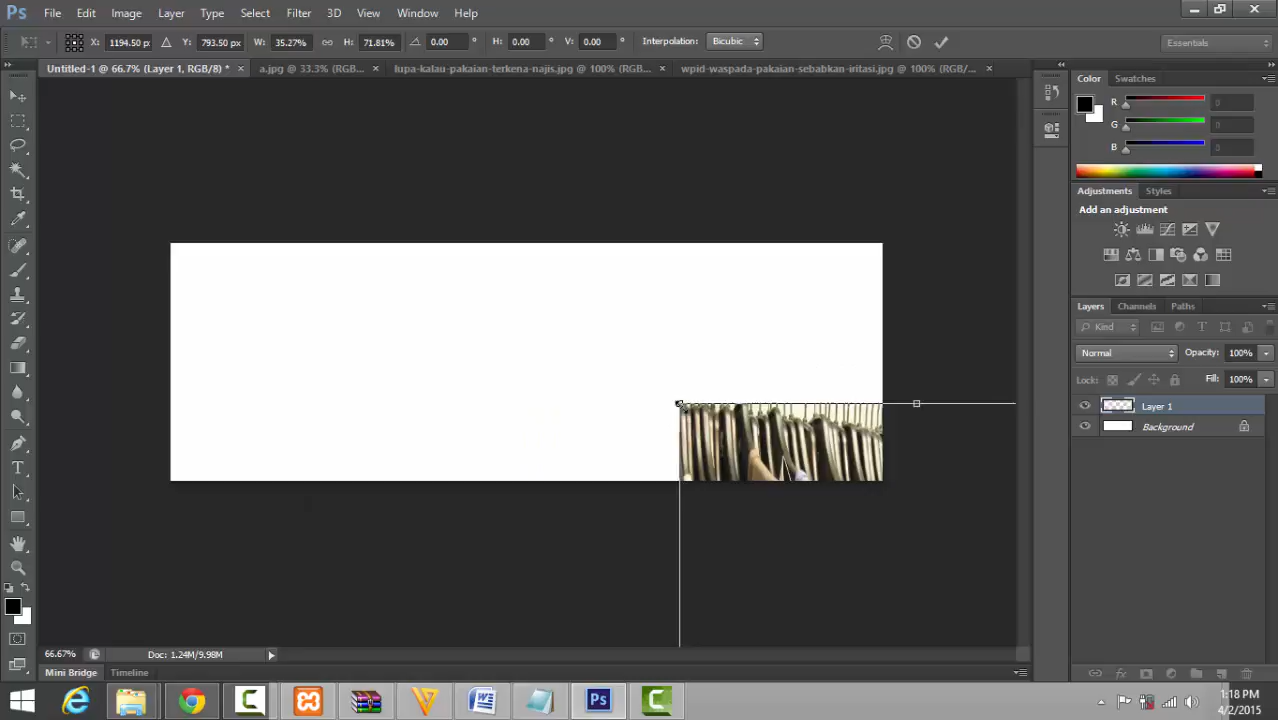 Ps File Edit Image Layer Type Select Filter 3D View Window Help
X: 1194.50 px Y: 793.50 px W: 35.27% H: 71.81% 0.00 ° H: 0.00 ° V: 0.00 ° Interpolation: Bicubic Essentials
Untitled-1 @ 66.7% (Layer 1, RGB/8) * × a.jpg @ 33.3% (RGB... × lupa-kalau-pakaian-terkena-najis.jpg @ 100% (RGB... × wpid-waspada-pakaian-sebabkan-iritasi.jpg @ 100% (RGB/... ×
Color Swatches
R 0
G 0
B 0
Adjustments Styles
Add an adjustment
Layers Channels Paths
Kind
Normal Opacity: 100%
Lock: Fill: 100%
Layer 1
Background
T
66.67% Doc: 1.24M/9.98M
Mini Bridge Timeline
1:18 PM
4/2/2015